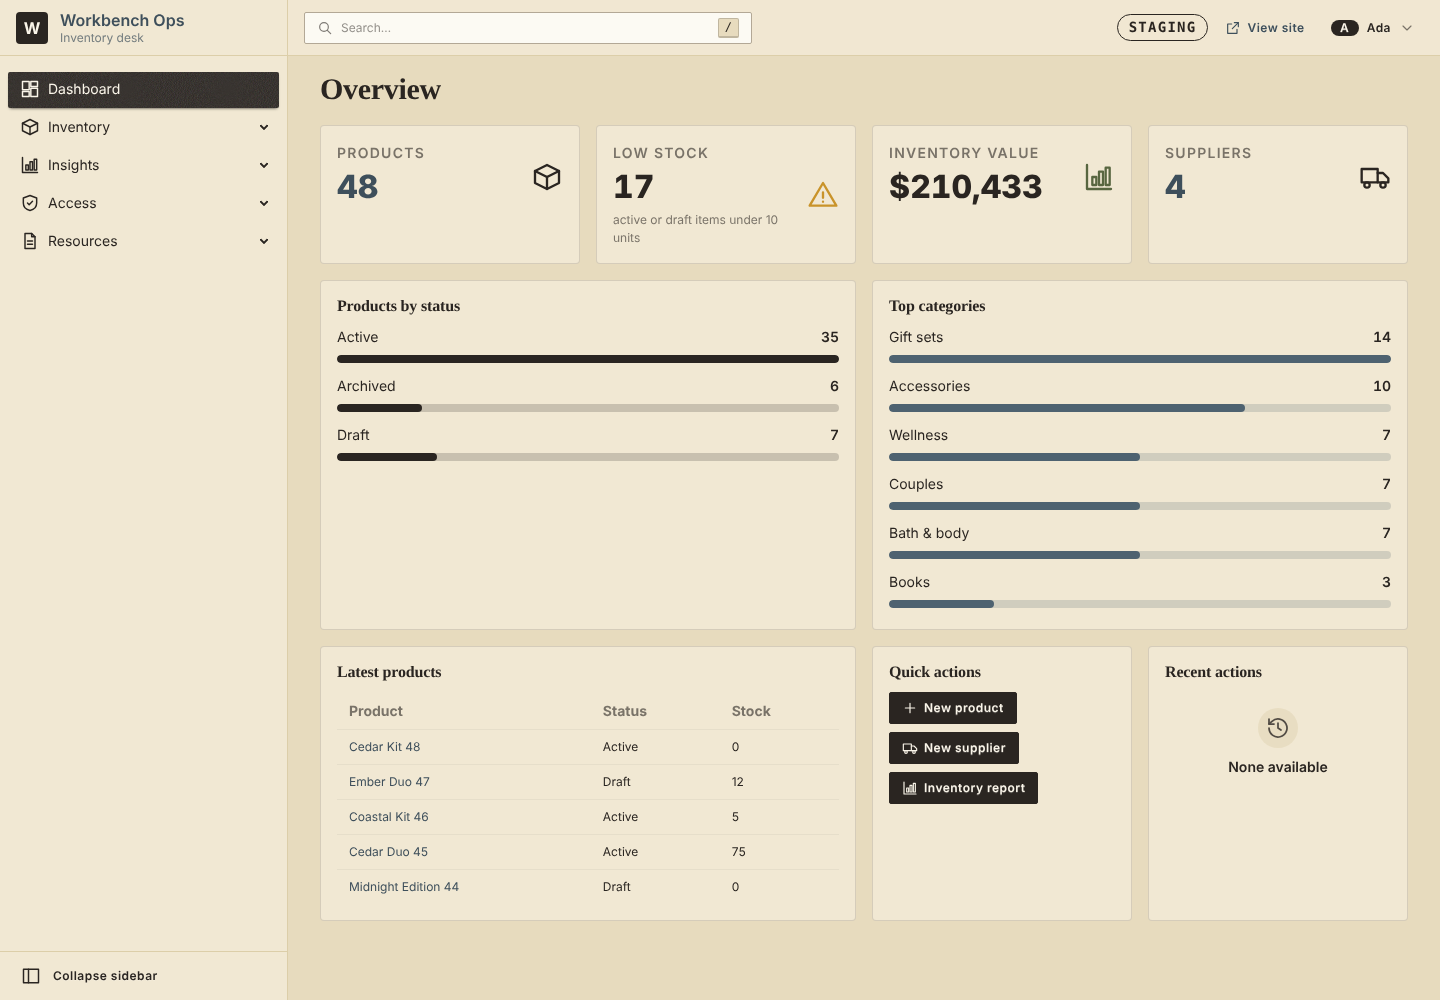 W
Workbench Ops
Inventory desk
Search...
/
STAGING
View site
A
Ada
Dashboard
Inventory
Insights
Access
Resources
Collapse sidebar
Overview
PRODUCTS
48
LOW STOCK
17
active or draft items under 10
units
INVENTORY VALUE
$210,433
SUPPLIERS
4
Products by status
Active 35
Archived 6
Draft 7
Top categories
Gift sets 14
Accessories 10
Wellness 7
Couples 7
Bath & body 7
Books 3
Latest products
Product Status Stock
Cedar Kit 48 Active 0
Ember Duo 47 Draft 12
Coastal Kit 46 Active 5
Cedar Duo 45 Active 75
Midnight Edition 44 Draft 0
Quick actions
New product
New supplier
Inventory report
Recent actions
None available